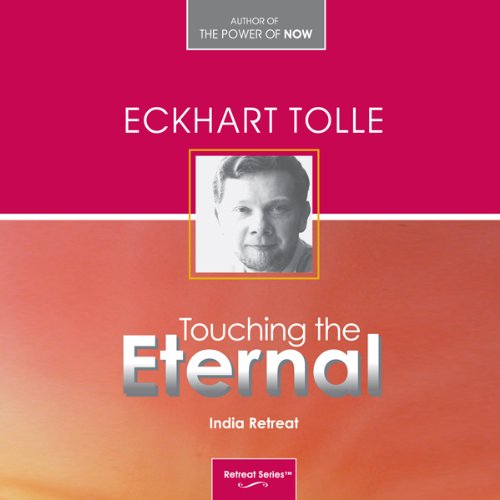 AUTHOR OF
THE POWER OF NOW
ECKHART TOLLE
Touching the
Eternal
India Retreat
Retreat Series™